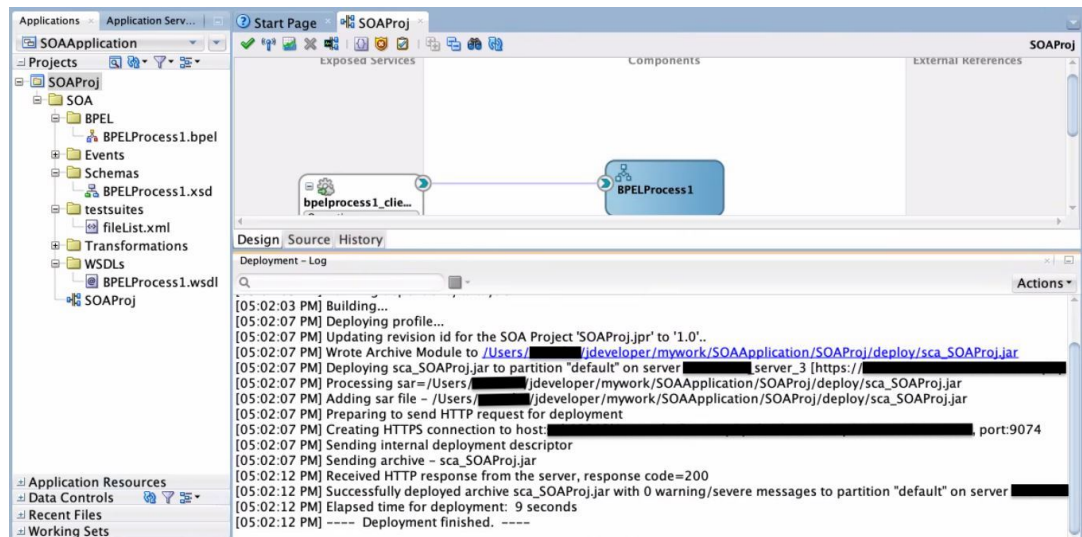 Applications
Application Serv...
SOAApplication
Projects
SOAProj
SOA
BPEL
BPELProcess1.bpel
Events
Schemas
BPELProcess1.xsd
testsuites
fileList.xml
Transformations
WSDLs
BPELProcess1.wsdl
SOAProj
Application Resources
Data Controls
Recent Files
Working Sets
Start Page
SOAProj
SOAProj
Exposed Services
Components
External References
bpelprocess1_clie...
BPELProcess1
Design Source History
Deployment - Log
Actions
[05:02:03 PM] Building...
[05:02:07 PM] Deploying profile...
[05:02:07 PM] Updating revision id for the SOA Project 'SOAProj.jpr' to '1.0'..
[05:02:07 PM] Wrote Archive Module to /Users/ /jdeveloper/mywork/SOAApplication/SOAProj/deploy/sca_SOAProj.jar
[05:02:07 PM] Deploying sca_SOAProj.jar to partition "default" on server _server_3 [https://
[05:02:07 PM] Processing sar=/Users/ /jdeveloper/mywork/SOAApplication/SOAProj/deploy/sca_SOAProj.jar
[05:02:07 PM] Adding sar file - /Users/ /jdeveloper/mywork/SOAApplication/SOAProj/deploy/sca_SOAProj.jar
[05:02:07 PM] Preparing to send HTTP request for deployment
[05:02:07 PM] Creating HTTPS connection to host: , port:9074
[05:02:07 PM] Sending internal deployment descriptor
[05:02:07 PM] Sending archive - sca_SOAProj.jar
[05:02:12 PM] Received HTTP response from the server, response code=200
[05:02:12 PM] Successfully deployed archive sca_SOAProj.jar with 0 warning/severe messages to partition "default" on server
[05:02:12 PM] Elapsed time for deployment: 9 seconds
[05:02:12 PM] ---- Deployment finished. ----